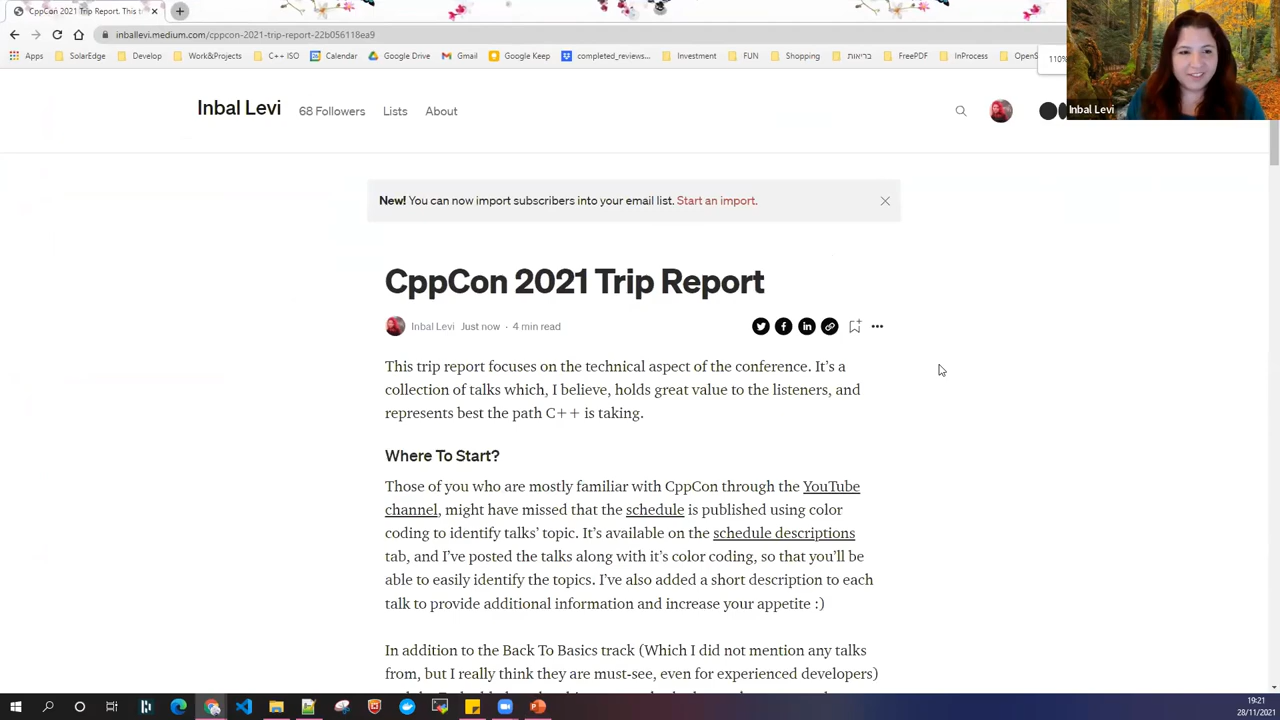 CppCon 2021 Trip Report. This t
inballevi.medium.com/cppcon-2021-trip-report-22b056118ea9
Apps SolarEdge Develop Work&Projects C++ ISO Calendar Google Drive Gmail Google Keep completed_reviews... Investment FUN Shopping בריאות FreePDF InProcess OpenS
110%
Inbal Levi
Inbal Levi 68 Followers Lists About
New! You can now import subscribers into your email list. Start an import.
CppCon 2021 Trip Report
Inbal Levi Just now · 4 min read
This trip report focuses on the technical aspect of the conference. It's a
collection of talks which, I believe, holds great value to the listeners, and
represents best the path C++ is taking.
Where To Start?
Those of you who are mostly familiar with CppCon through the YouTube
channel, might have missed that the schedule is published using color
coding to identify talks' topic. It's available on the schedule descriptions
tab, and I've posted the talks along with it's color coding, so that you'll be
able to easily identify the topics. I've also added a short description to each
talk to provide additional information and increase your appetite :)
In addition to the Back To Basics track (Which I did not mention any talks
from, but I really think they are must-see, even for experienced developers)
19:21
28/11/2021